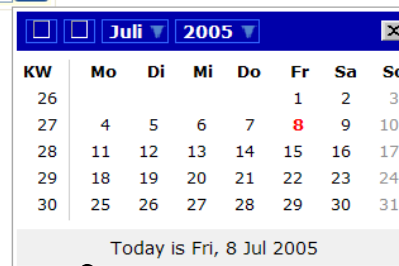 Juli 2005 X
KW Mo Di Mi Do Fr Sa
26 1 2 3
27 4 5 6 7 8 9 10
28 11 12 13 14 15 16 17
29 18 19 20 21 22 23 24
30 25 26 27 28 29 30 31
Today is Fri, 8 Jul 2005